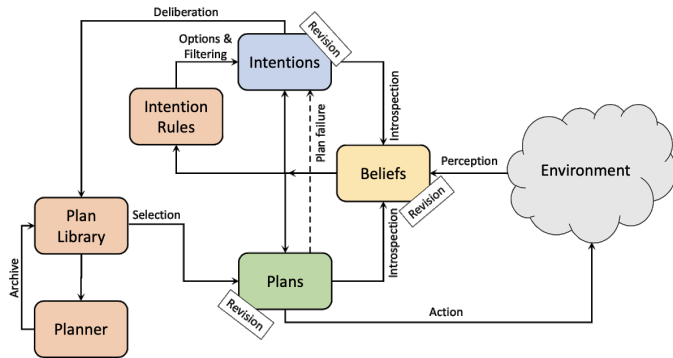 Deliberation
Options &
Filtering
Revision
Intentions
Intention
Rules
Plan failure
Introspection
Beliefs
Perception
Environment
Revision
Plan
Library
Selection
Introspection
Archive
Plans
Revision
Planner
Action